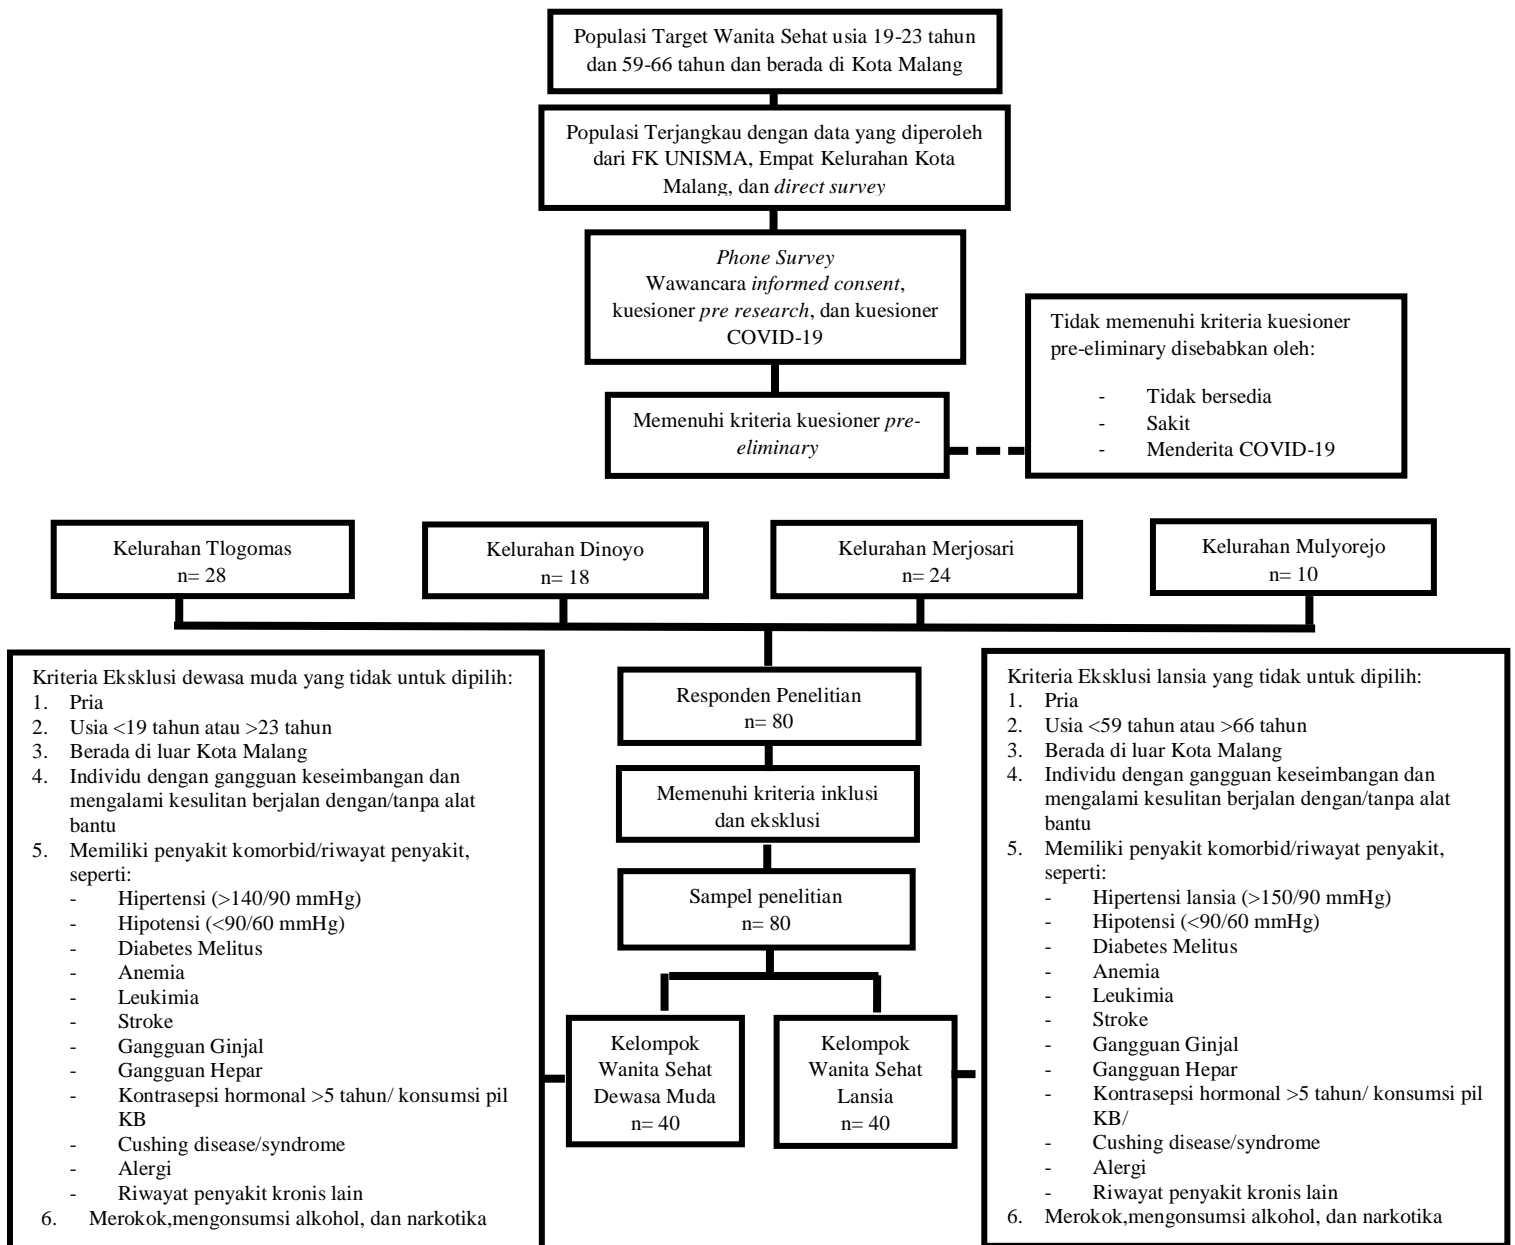 Populasi Target Wanita Sehat usia 19-23 tahun
dan 59-66 tahun dan berada di Kota Malang
Populasi Terjangkau dengan data yang diperoleh
dari FK UNISMA, Empat Kelurahan Kota
Malang, dan direct survey
Phone Survey
Wawancara informed consent,
kuesioner pre research, dan kuesioner
COVID-19
Tidak memenuhi kriteria kuesioner
pre-eliminary disebabkan oleh:
- Tidak bersedia
- Sakit
- Menderita COVID-19
Memenuhi kriteria kuesioner pre-
eliminary
Kelurahan Tlogomas
n= 28
Kelurahan Dinoyo
n= 18
Kelurahan Merjosari
n= 24
Kelurahan Mulyorejo
n= 10
Kriteria Eksklusi dewasa muda yang tidak untuk dipilih:
1. Pria
2. Usia <19 tahun atau >23 tahun
3. Berada di luar Kota Malang
4. Individu dengan gangguan keseimbangan dan
mengalami kesulitan berjalan dengan/tanpa alat
bantu
5. Memiliki penyakit komorbid/riwayat penyakit,
seperti:
- Hipertensi (>140/90 mmHg)
- Hipotensi (<90/60 mmHg)
- Diabetes Melitus
- Anemia
- Leukimia
- Stroke
- Gangguan Ginjal
- Gangguan Hepar
- Kontrasepsi hormonal >5 tahun/ konsumsi pil
KB
- Cushing disease/syndrome
- Alergi
- Riwayat penyakit kronis lain
6. Merokok,mengonsumsi alkohol, dan narkotika
Responden Penelitian
n= 80
Memenuhi kriteria inklusi
dan eksklusi
Sampel penelitian
n= 80
Kelompok
Wanita Sehat
Dewasa Muda
n= 40
Kelompok
Wanita Sehat
Lansia
n= 40
Kriteria Eksklusi lansia yang tidak untuk dipilih:
1. Pria
2. Usia <59 tahun atau >66 tahun
3. Berada di luar Kota Malang
4. Individu dengan gangguan keseimbangan dan
mengalami kesulitan berjalan dengan/tanpa alat
bantu
5. Memiliki penyakit komorbid/riwayat penyakit,
seperti:
- Hipertensi lansia (>150/90 mmHg)
- Hipotensi (<90/60 mmHg)
- Diabetes Melitus
- Anemia
- Leukimia
- Stroke
- Gangguan Ginjal
- Gangguan Hepar
- Kontrasepsi hormonal >5 tahun/ konsumsi pil
KB/
- Cushing disease/syndrome
- Alergi
- Riwayat penyakit kronis lain
6. Merokok,mengonsumsi alkohol, dan narkotika